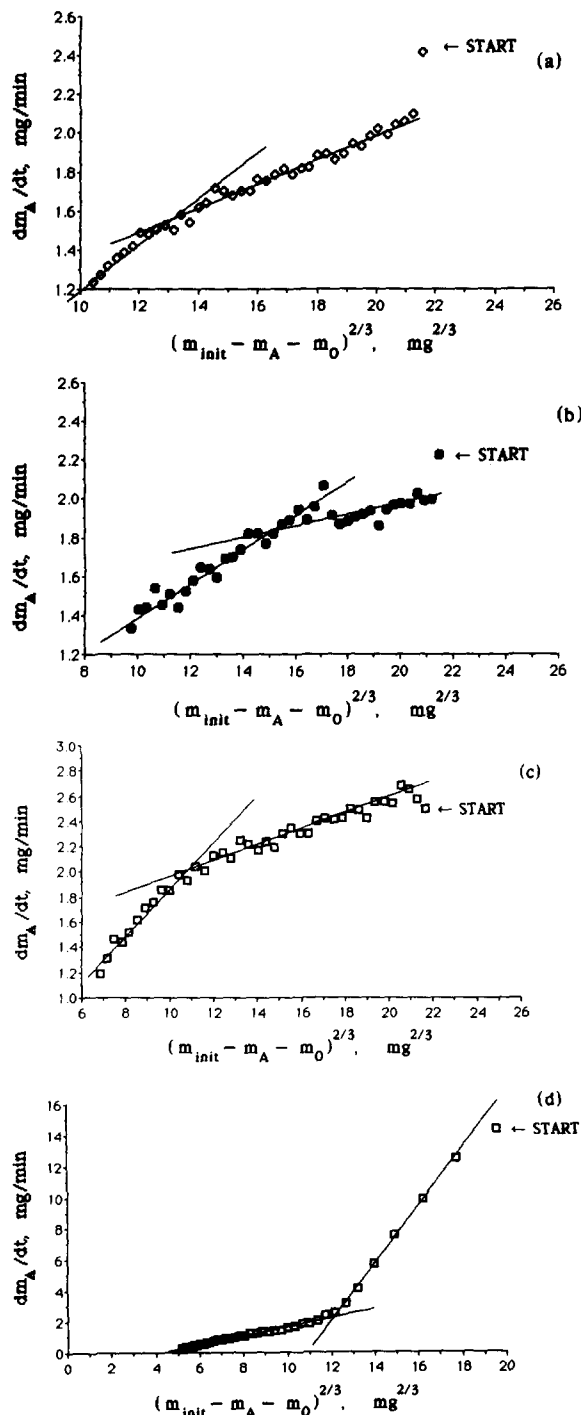 2.6
← START
(a)
2.4
2.2
2.0
1.8
1.6
1.4
1.2
10 12 14 16 18 20 22 24 26
dm_A/dt, mg/min
(m_init − m_A − m_0)^2/3, mg^2/3
2.6
(b)
2.4
2.2
← START
2.0
1.8
1.6
1.4
1.2
8 10 12 14 16 18 20 22 24 26
dm_A/dt, mg/min
(m_init − m_A − m_0)^2/3, mg^2/3
3.0
(c)
2.8
2.6
← START
2.4
2.2
2.0
1.8
1.6
1.4
1.2
1.0
6 8 10 12 14 16 18 20 22 24 26
dm_A/dt, mg/min
(m_init − m_A − m_0)^2/3, mg^2/3
16
(d)
14
← START
12
10
8
6
4
2
0
0 2 4 6 8 10 12 14 16 18 20
dm_A/dt, mg/min
(m_init − m_A − m_0)^2/3, mg^2/3